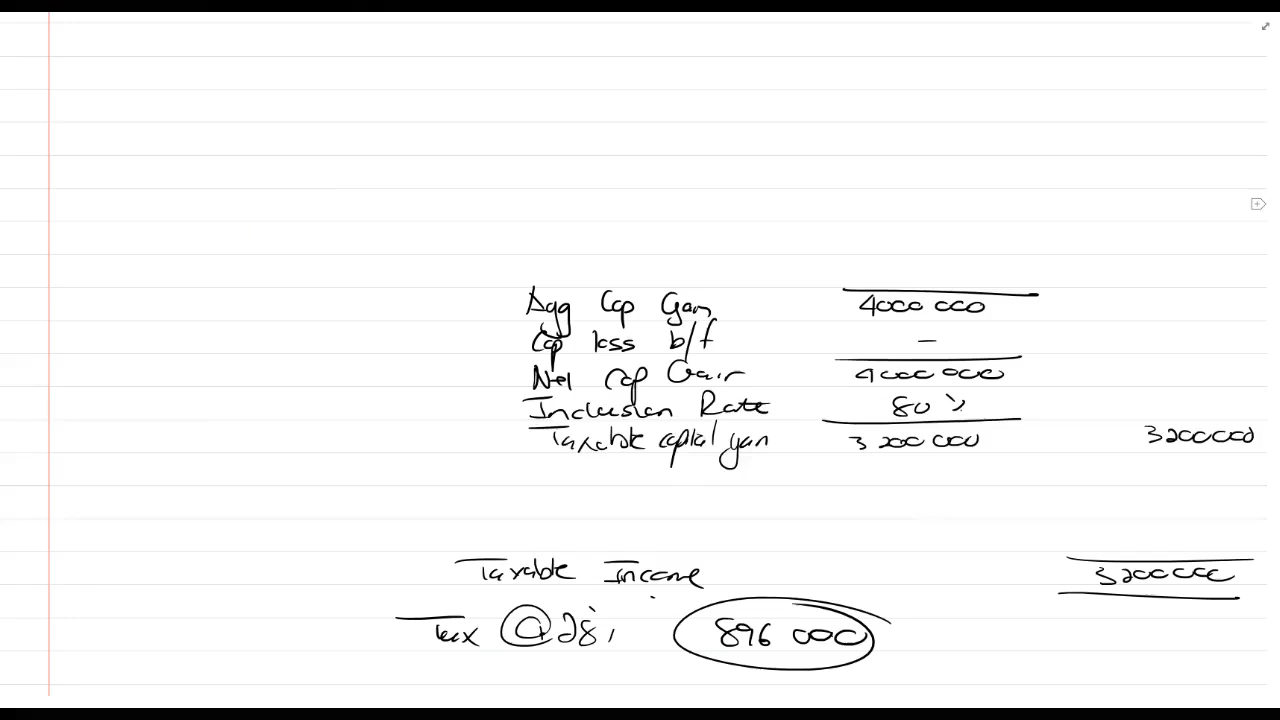 Agg Cap Gain 4000 000
Cap loss b/f –
Net Cap Gain 4000 000
Inclusion Rate 80%
Taxable capital gain 3 200 000 3200000
Taxable Income 3200000
Tax @ 28% 896 000